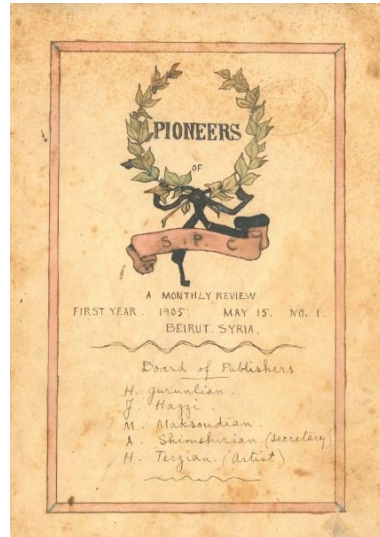 PIONEERS
OF
S. P. C.
A MONTHLY REVIEW
FIRST YEAR. 1905. MAY 15. NO. 1.
BEIRUT. SYRIA.
Board of Publishers
H. Gurunlian.
J. Hazzi.
M. Maksoudian.
A. Shimshirian. (Secretary)
H. Terzian. (Artist)